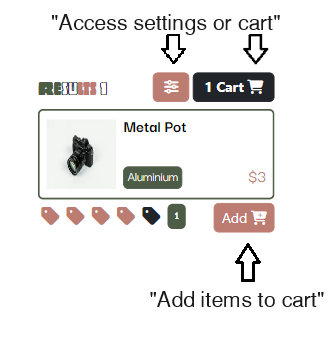 "Access settings or cart"
RESULTS 1
1 Cart
Metal Pot
Aluminium
$3
1
Add
"Add items to cart"